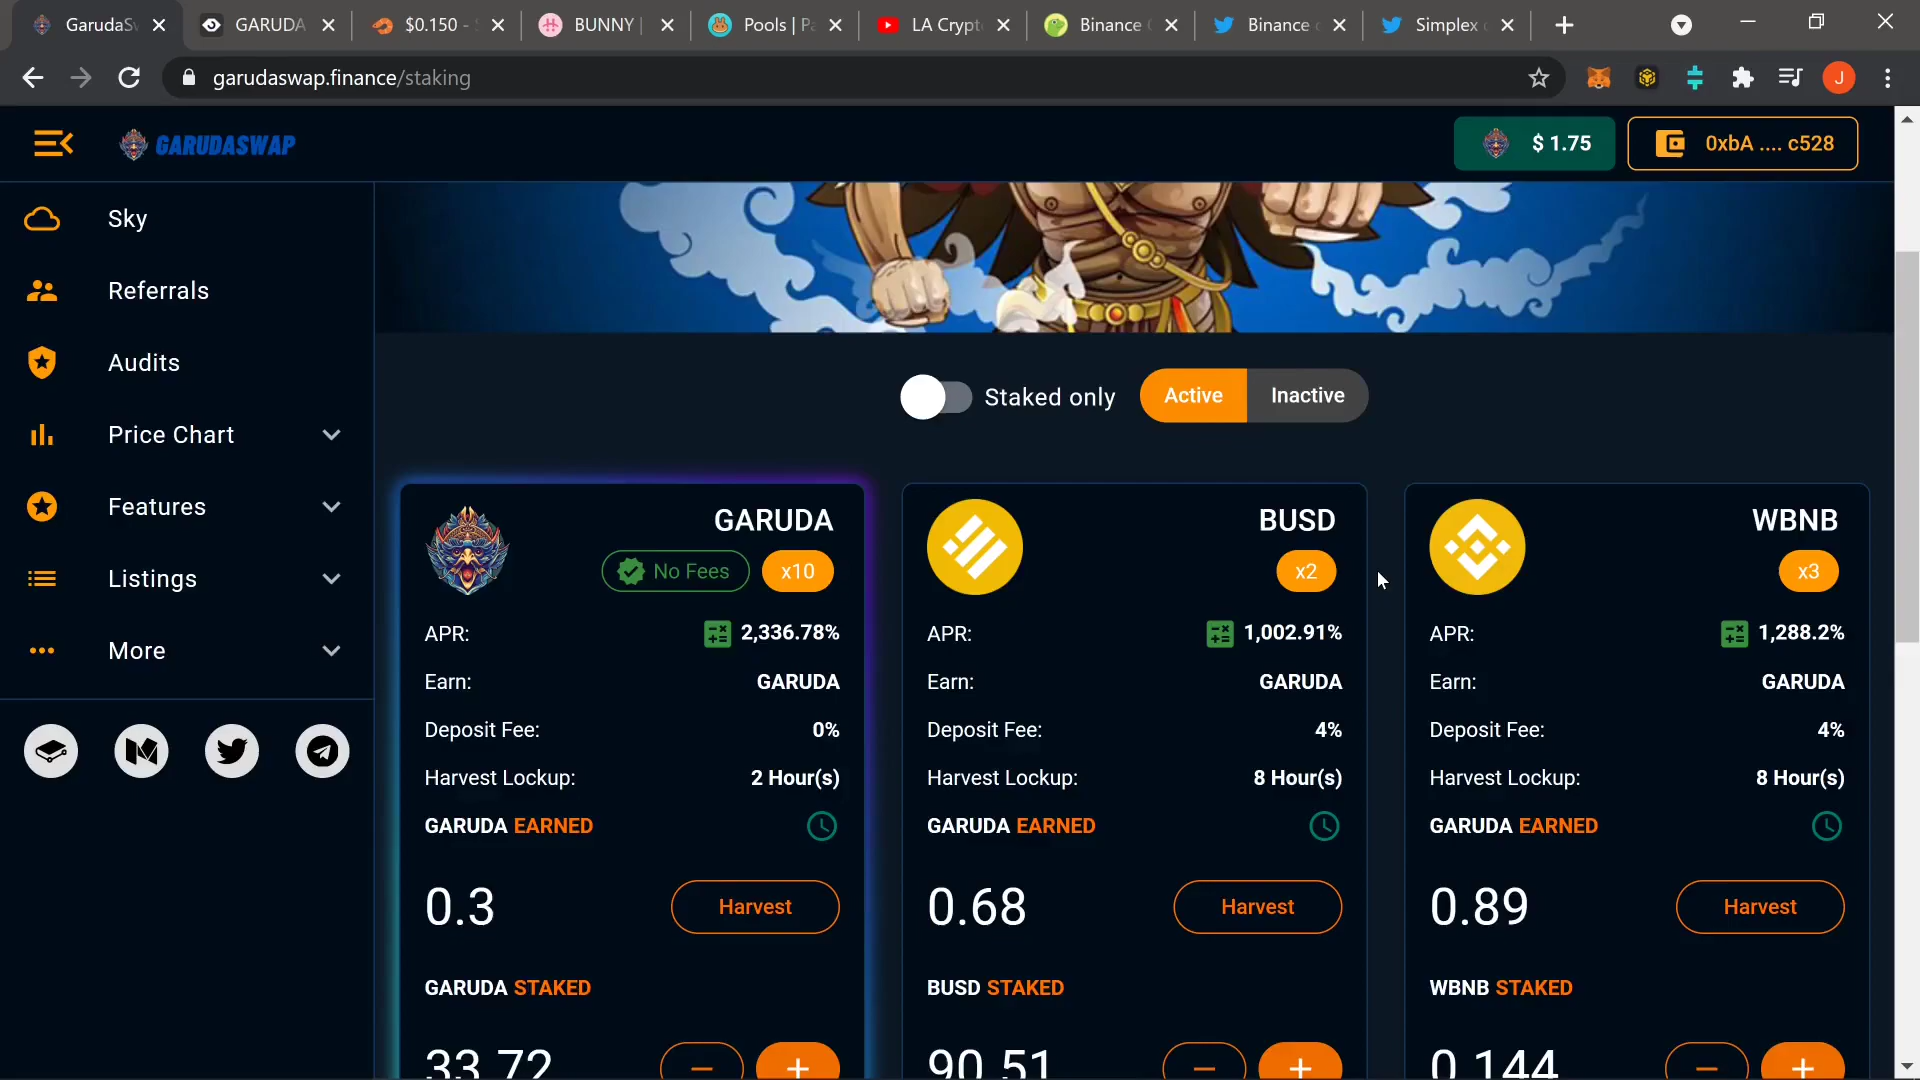 GarudaS
GARUDA
$0.150 -
BUNNY |
Pools | P
LA Crypt
Binance
Binance
Simplex
garudaswap.finance/staking
J
GARUDASWAP
$ 1.75
0xbA .... c528
Sky
Referrals
Audits
Price Chart
Features
Listings
More
Staked only
Active
Inactive
GARUDA
No Fees
x10
APR:
2,336.78%
Earn:
GARUDA
Deposit Fee:
0%
Harvest Lockup:
2 Hour(s)
GARUDA EARNED
0.3
Harvest
GARUDA STAKED
33.72
BUSD
x2
APR:
1,002.91%
Earn:
GARUDA
Deposit Fee:
4%
Harvest Lockup:
8 Hour(s)
GARUDA EARNED
0.68
Harvest
BUSD STAKED
90.51
WBNB
x3
APR:
1,288.2%
Earn:
GARUDA
Deposit Fee:
4%
Harvest Lockup:
8 Hour(s)
GARUDA EARNED
0.89
Harvest
WBNB STAKED
0.144